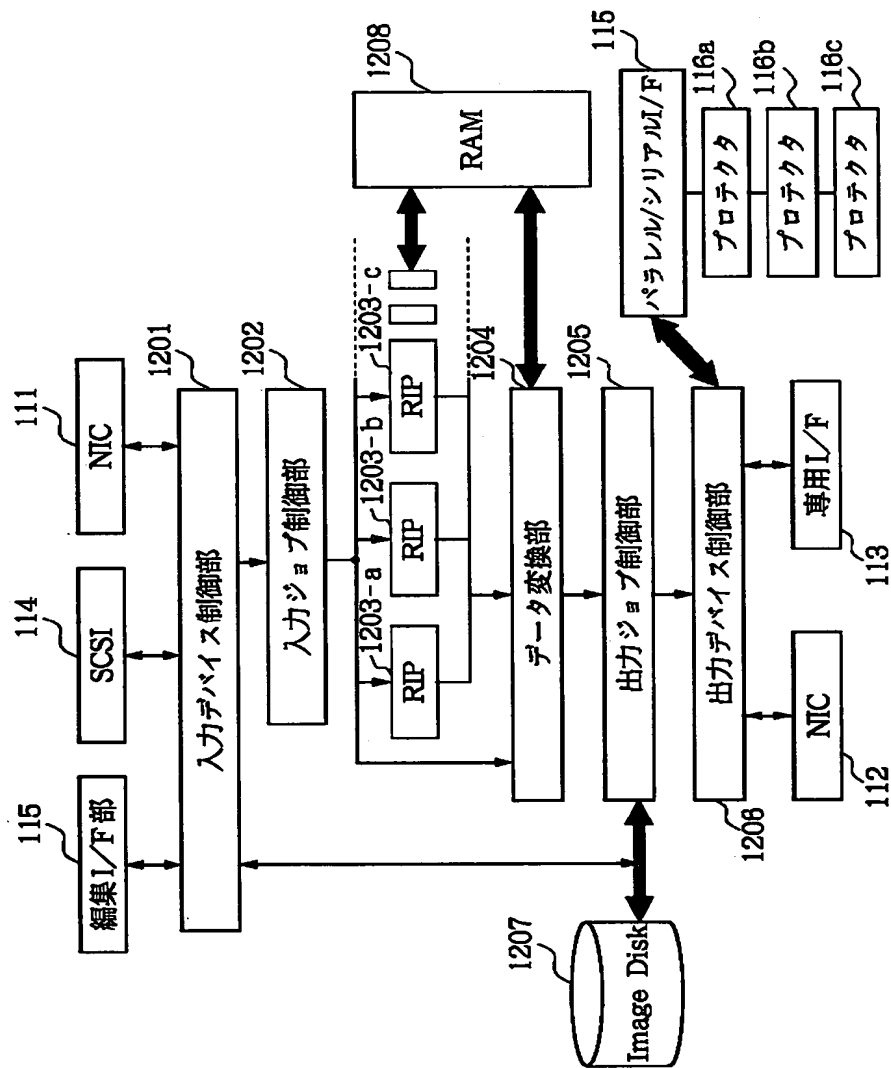 115
編集I/F部
114
SCSI
111
NIC
1201
入力デバイス制御部
1202
入力ジョブ制御部
1203-a
RIP
1203-b
RIP
1203-c
RIP
1208
RAM
1204
データ変換部
1205
出力ジョブ制御部
1206
出力デバイス制御部
1207
Image Disk
112
NIC
113
専用I/F
115
パラレル/シリアルI/F
116a
プロテクタ
116b
プロテクタ
116c
プロテクタ